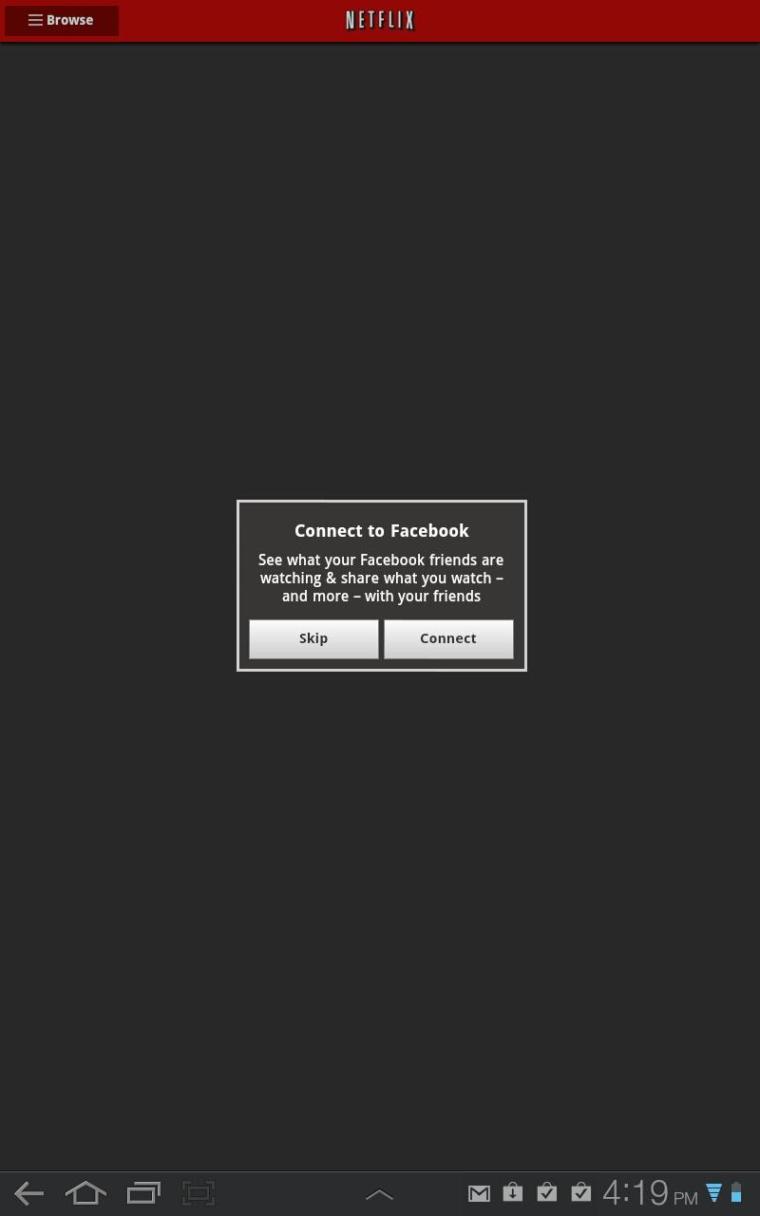 Browse
NETFLIX
Connect to Facebook
See what your Facebook friends are
watching & share what you watch –
and more – with your friends
Skip
Connect
4:19 PM